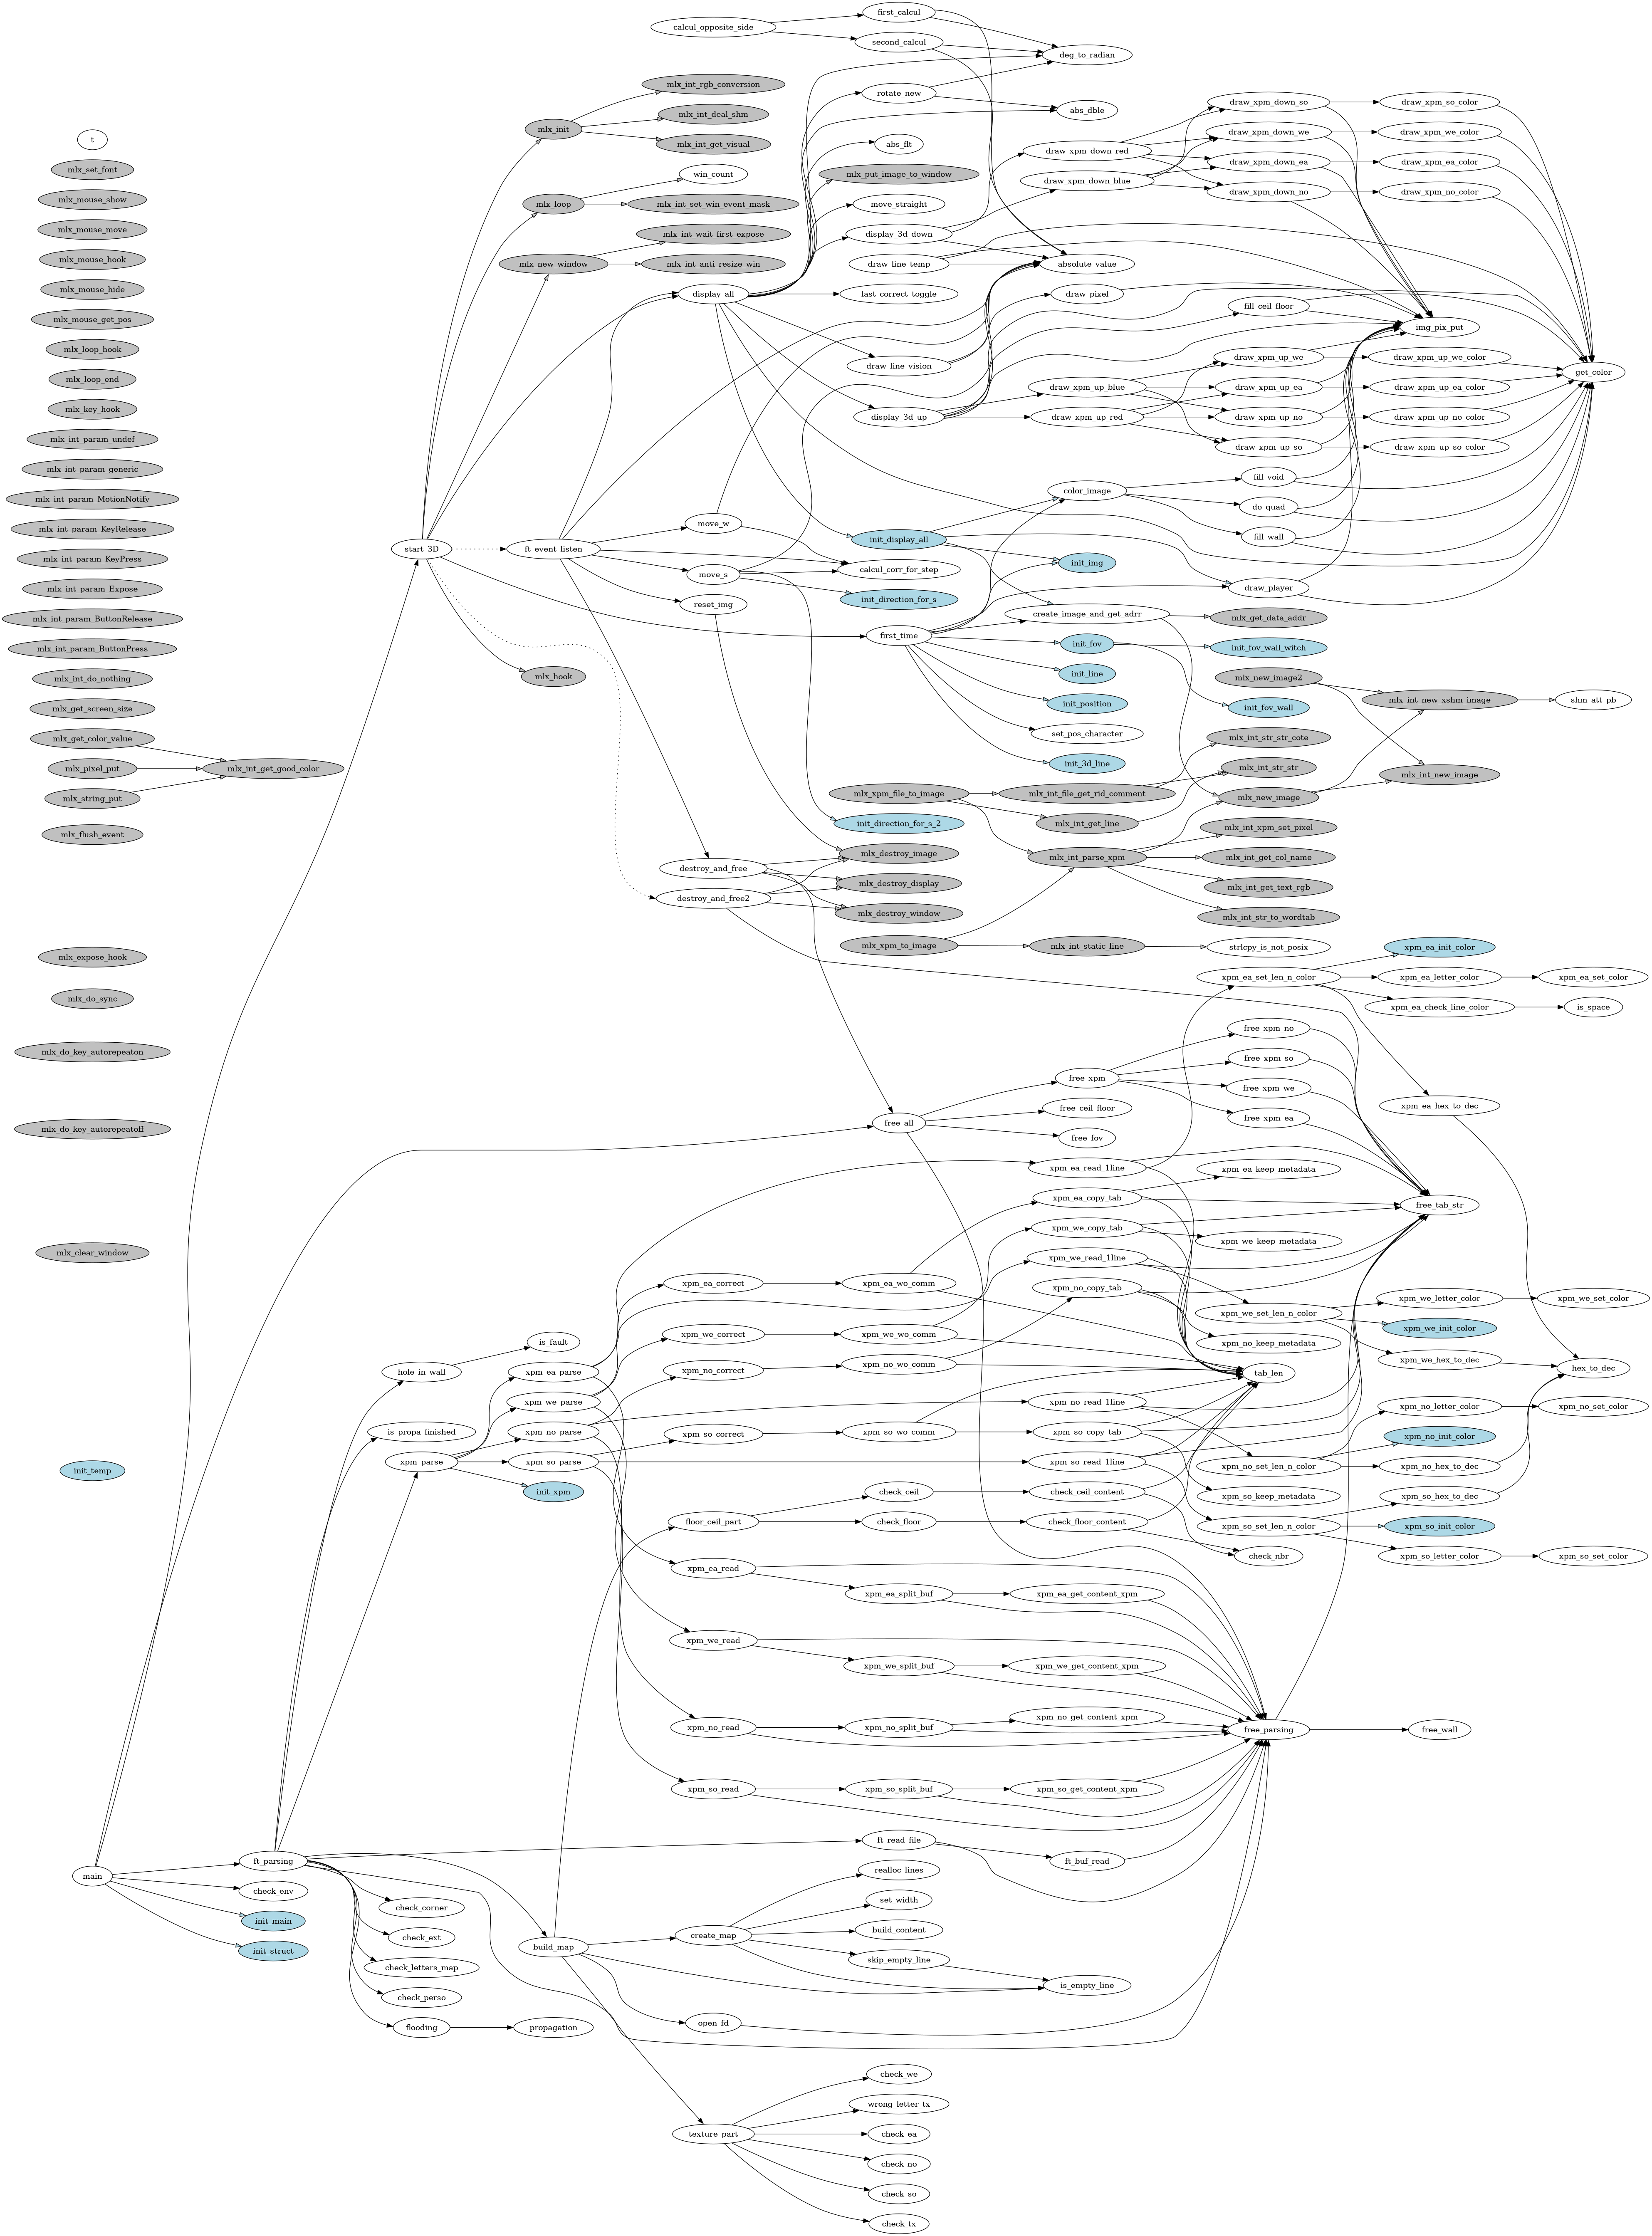 t
mlx_set_font
mlx_mouse_show
mlx_mouse_move
mlx_mouse_hook
mlx_mouse_hide
mlx_mouse_get_pos
mlx_loop_hook
mlx_loop_end
mlx_key_hook
mlx_int_param_undef
mlx_int_param_generic
mlx_int_param_MotionNotify
mlx_int_param_KeyRelease
mlx_int_param_KeyPress
mlx_int_param_Expose
mlx_int_param_ButtonRelease
mlx_int_param_ButtonPress
mlx_int_do_nothing
mlx_get_screen_size
mlx_get_color_value
mlx_pixel_put
mlx_string_put
mlx_flush_event
mlx_expose_hook
mlx_do_sync
mlx_do_key_autorepeaton
mlx_do_key_autorepeatoff
mlx_clear_window
init_temp
main
mlx_int_get_good_color
ft_parsing
check_env
init_main
init_struct
start_3D
hole_in_wall
is_propa_finished
xpm_parse
check_corner
check_ext
check_letters_map
check_perso
flooding
mlx_init
mlx_loop
mlx_new_window
ft_event_listen
mlx_hook
is_fault
xpm_ea_parse
xpm_we_parse
xpm_no_parse
xpm_so_parse
init_xpm
build_map
propagation
calcul_opposite_side
mlx_int_rgb_conversion
mlx_int_deal_shm
mlx_int_get_visual
win_count
mlx_int_set_win_event_mask
mlx_int_wait_first_expose
mlx_int_anti_resize_win
display_all
move_w
move_s
reset_img
destroy_and_free
destroy_and_free2
xpm_ea_correct
xpm_we_correct
xpm_no_correct
xpm_so_correct
floor_ceil_part
xpm_ea_read
xpm_we_read
xpm_no_read
xpm_so_read
create_map
open_fd
texture_part
first_calcul
second_calcul
rotate_new
abs_flt
mlx_put_image_to_window
move_straight
display_3d_down
draw_line_temp
last_correct_toggle
draw_line_vision
display_3d_up
init_display_all
calcul_corr_for_step
init_direction_for_s
first_time
mlx_xpm_file_to_image
init_direction_for_s_2
mlx_destroy_image
mlx_destroy_display
mlx_destroy_window
mlx_xpm_to_image
free_all
xpm_ea_wo_comm
xpm_we_wo_comm
xpm_no_wo_comm
xpm_so_wo_comm
check_ceil
check_floor
xpm_ea_split_buf
xpm_we_split_buf
xpm_no_split_buf
xpm_so_split_buf
ft_read_file
realloc_lines
set_width
build_content
skip_empty_line
check_we
wrong_letter_tx
check_ea
check_no
check_so
check_tx
deg_to_radian
abs_dble
draw_xpm_down_red
draw_xpm_down_blue
absolute_value
draw_pixel
draw_xpm_up_blue
draw_xpm_up_red
color_image
init_img
create_image_and_get_adrr
init_fov
init_line
init_position
set_pos_character
init_3d_line
mlx_int_file_get_rid_comment
mlx_int_get_line
mlx_int_parse_xpm
mlx_int_static_line
free_xpm
free_ceil_floor
free_fov
xpm_ea_read_1line
xpm_ea_copy_tab
xpm_we_copy_tab
xpm_we_read_1line
xpm_no_copy_tab
xpm_no_read_1line
xpm_so_copy_tab
xpm_so_read_1line
check_ceil_content
check_floor_content
xpm_ea_get_content_xpm
xpm_we_get_content_xpm
xpm_no_get_content_xpm
xpm_so_get_content_xpm
ft_buf_read
is_empty_line
draw_xpm_down_so
draw_xpm_down_we
draw_xpm_down_ea
draw_xpm_down_no
fill_ceil_floor
draw_xpm_up_we
draw_xpm_up_ea
draw_xpm_up_no
draw_xpm_up_so
fill_void
do_quad
fill_wall
draw_player
mlx_get_data_addr
init_fov_wall_witch
mlx_new_image2
init_fov_wall
mlx_int_str_str_cote
mlx_int_str_str
mlx_new_image
mlx_int_xpm_set_pixel
mlx_int_get_col_name
mlx_int_get_text_rgb
mlx_int_str_to_wordtab
strlcpy_is_not_posix
xpm_ea_set_len_n_color
free_xpm_no
free_xpm_so
free_xpm_we
free_xpm_ea
xpm_ea_keep_metadata
xpm_we_keep_metadata
xpm_we_set_len_n_color
xpm_no_keep_metadata
tab_len
xpm_no_set_len_n_color
xpm_so_keep_metadata
xpm_so_set_len_n_color
check_nbr
free_parsing
draw_xpm_so_color
draw_xpm_we_color
draw_xpm_ea_color
draw_xpm_no_color
img_pix_put
draw_xpm_up_we_color
draw_xpm_up_ea_color
draw_xpm_up_no_color
draw_xpm_up_so_color
mlx_int_new_xshm_image
mlx_int_new_image
xpm_ea_init_color
xpm_ea_letter_color
xpm_ea_check_line_color
xpm_ea_hex_to_dec
free_tab_str
xpm_we_letter_color
xpm_we_init_color
xpm_we_hex_to_dec
xpm_no_letter_color
xpm_no_init_color
xpm_no_hex_to_dec
xpm_so_hex_to_dec
xpm_so_init_color
xpm_so_letter_color
free_wall
get_color
shm_att_pb
xpm_ea_set_color
is_space
xpm_we_set_color
hex_to_dec
xpm_no_set_color
xpm_so_set_color